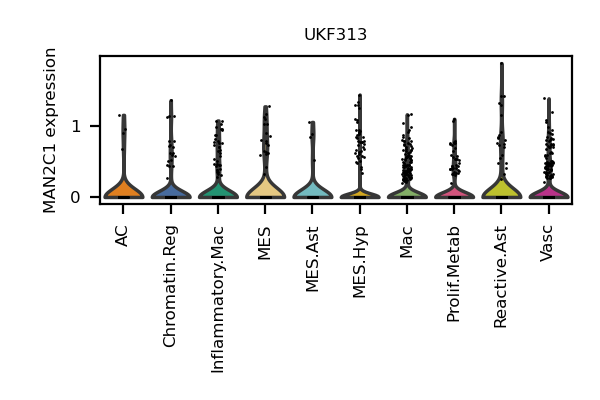 UKF313
MAN2C1 expression
1
0
AC
Chromatin.Reg
Inflammatory.Mac
MES
MES.Ast
MES.Hyp
Mac
Prolif.Metab
Reactive.Ast
Vasc